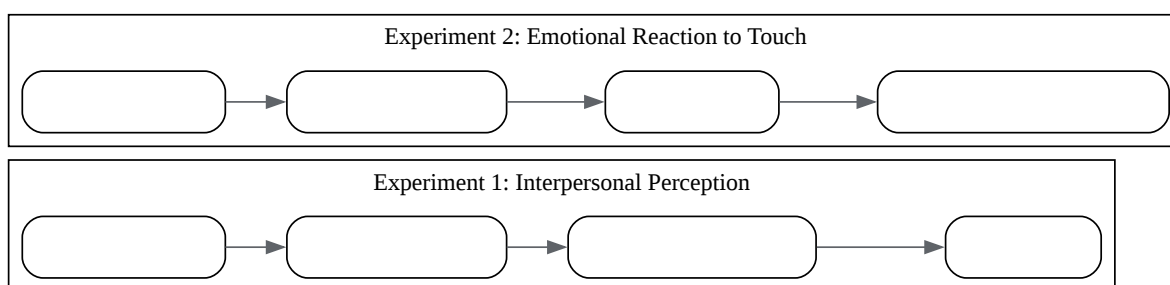 Experiment 2: Emotional Reaction to Touch
Experiment 1: Interpersonal Perception